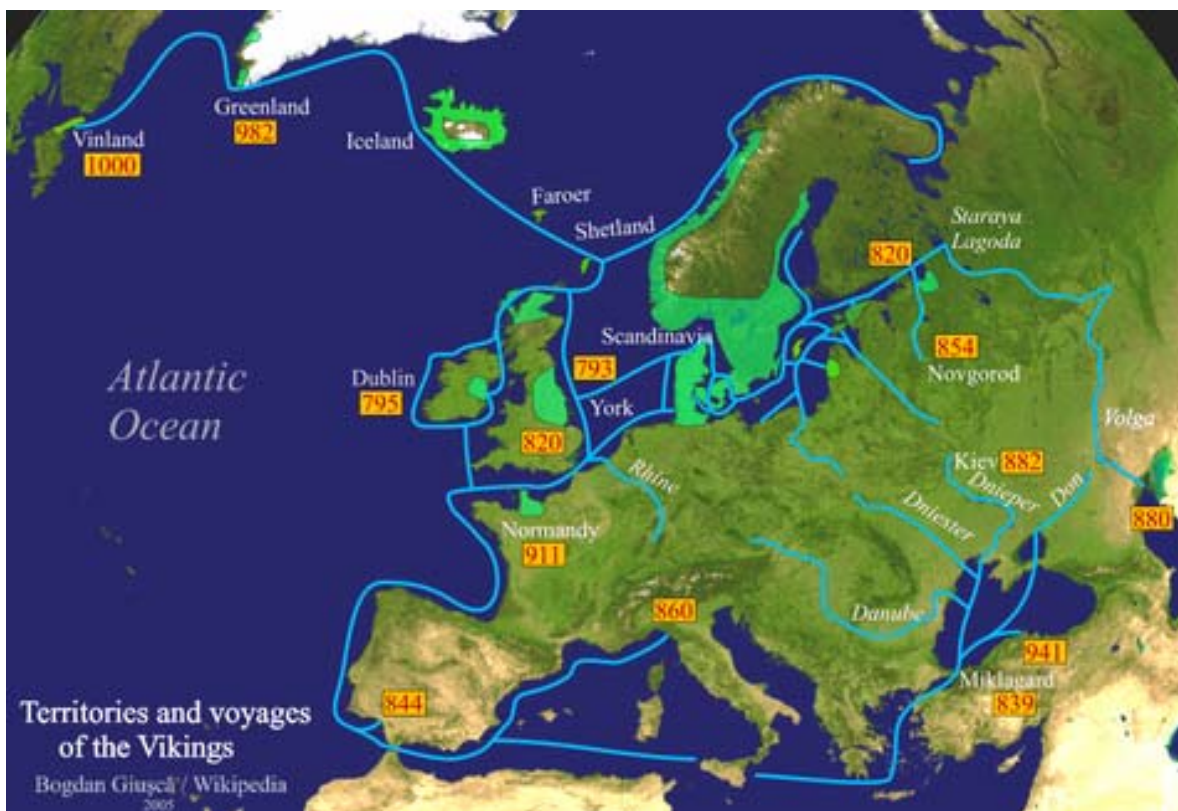 Greenland
982
Vinland
1000
Iceland
Faroer
Shetland
Staraya
Lagoda
820
Scandinavia
793
854
Novgorod
Dublin
795
York
Atlantic
Ocean
820
Volga
Kiev 882
Rhine
Dnieper
Don
Dniester
880
Normandy
911
860
Danube
941
Miklagard
839
844
Territories and voyages
of the Vikings
Bogdan Giuşcă / Wikipedia
2005